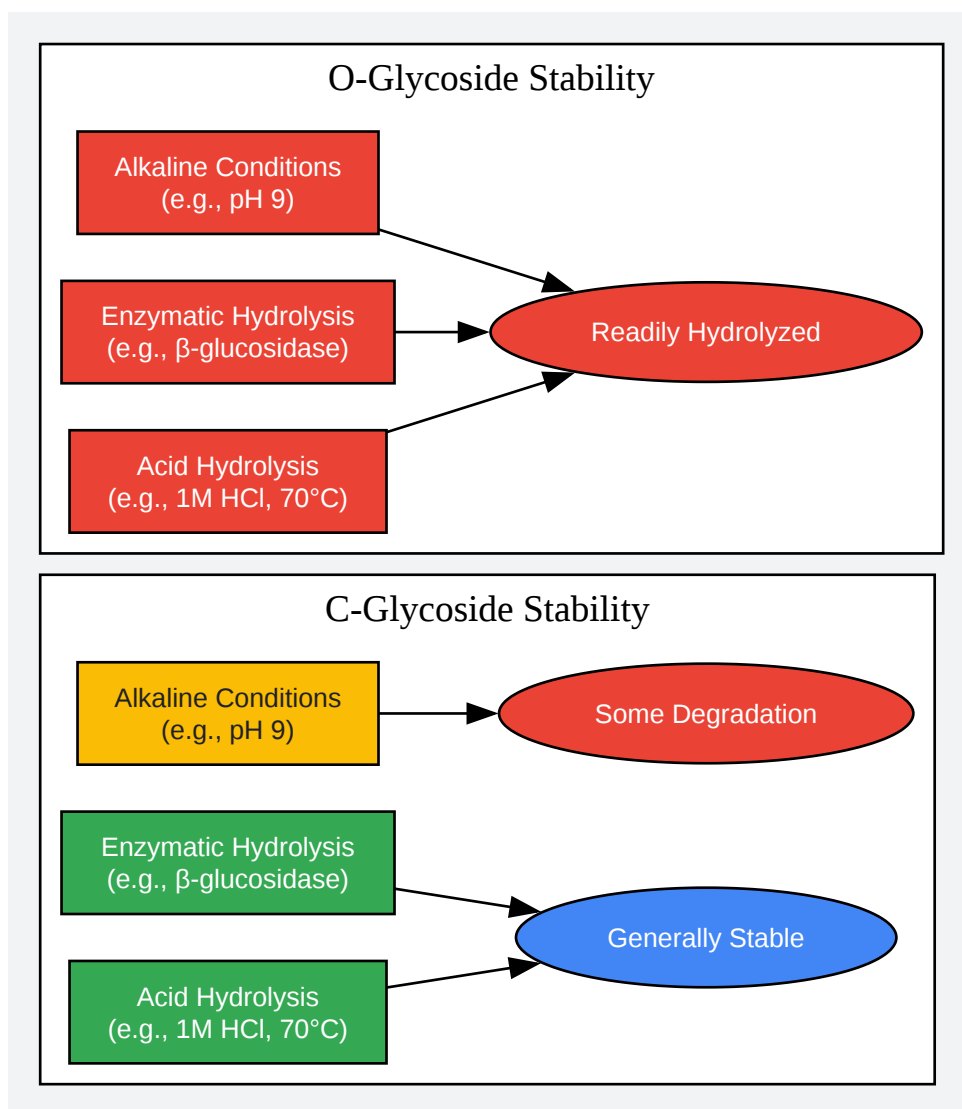 O-Glycoside Stability
Alkaline Conditions
(e.g., pH 9)
Enzymatic Hydrolysis
(e.g., β-glucosidase)
Readily Hydrolyzed
Acid Hydrolysis
(e.g., 1M HCl, 70°C)
C-Glycoside Stability
Alkaline Conditions
(e.g., pH 9)
Some Degradation
Enzymatic Hydrolysis
(e.g., β-glucosidase)
Generally Stable
Acid Hydrolysis
(e.g., 1M HCl, 70°C)